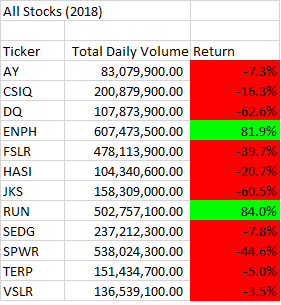 All Stocks (2018)
Ticker Total Daily Volume Return
AY 83,079,900.00 -7.3%
CSIQ 200,879,900.00 -16.3%
DQ 107,873,900.00 -62.6%
ENPH 607,473,500.00 81.9%
FSLR 478,113,900.00 -39.7%
HASI 104,340,600.00 -20.7%
JKS 158,309,000.00 -60.5%
RUN 502,757,100.00 84.0%
SEDG 237,212,300.00 -7.8%
SPWR 538,024,300.00 -44.6%
TERP 151,434,700.00 -5.0%
VSLR 136,539,100.00 -3.5%